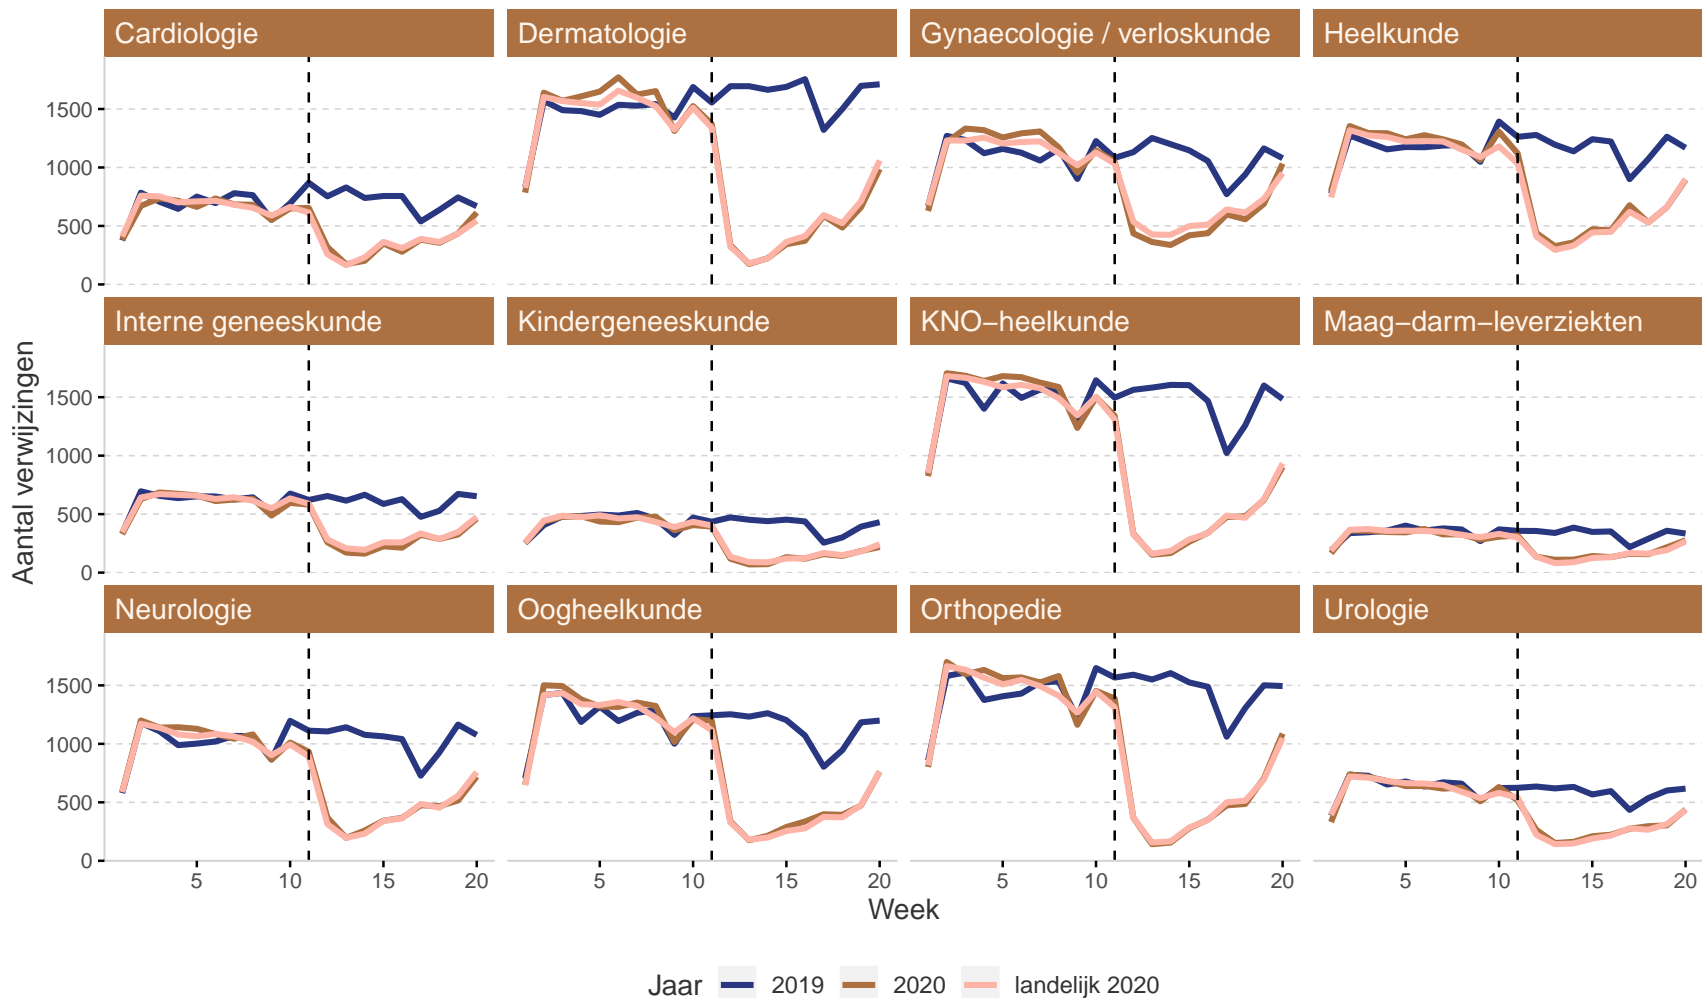 Cardiologie
Dermatologie
Gynaecologie / verloskunde
Heelkunde
1500
1000
500
0
Interne geneeskunde
Kindergeneeskunde
KNO−heelkunde
Maag−darm−leverziekten
1500
1000
500
0
Aantal verwijzingen
Neurologie
Oogheelkunde
Orthopedie
Urologie
1500
1000
500
0
5 10 15 20 5 10 15 20 5 10 15 20 5 10 15 20
Week
Jaar 2019 2020 landelijk 2020